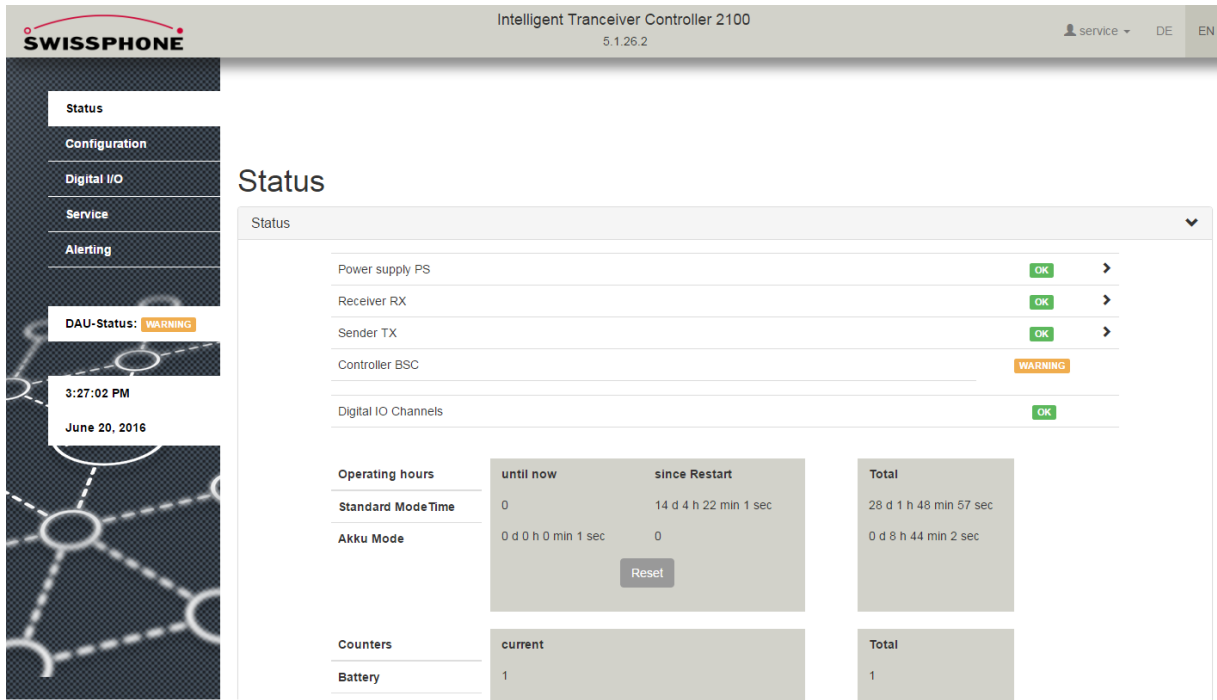 SWISSPHONE
Intelligent Tranceiver Controller 2100
5.1.26.2
service
DE
EN
Status
Configuration
Digital I/O
Service
Alerting
DAU-Status: WARNING
3:27:02 PM
June 20, 2016
Status
Status
Power supply PS OK
Receiver RX OK
Sender TX OK
Controller BSC WARNING
Digital IO Channels OK
Operating hours until now since Restart Total
Standard ModeTime 0 14 d 4 h 22 min 1 sec 28 d 1 h 48 min 57 sec
Akku Mode 0 d 0 h 0 min 1 sec 0 0 d 8 h 44 min 2 sec
Reset
Counters current Total
Battery 1 1